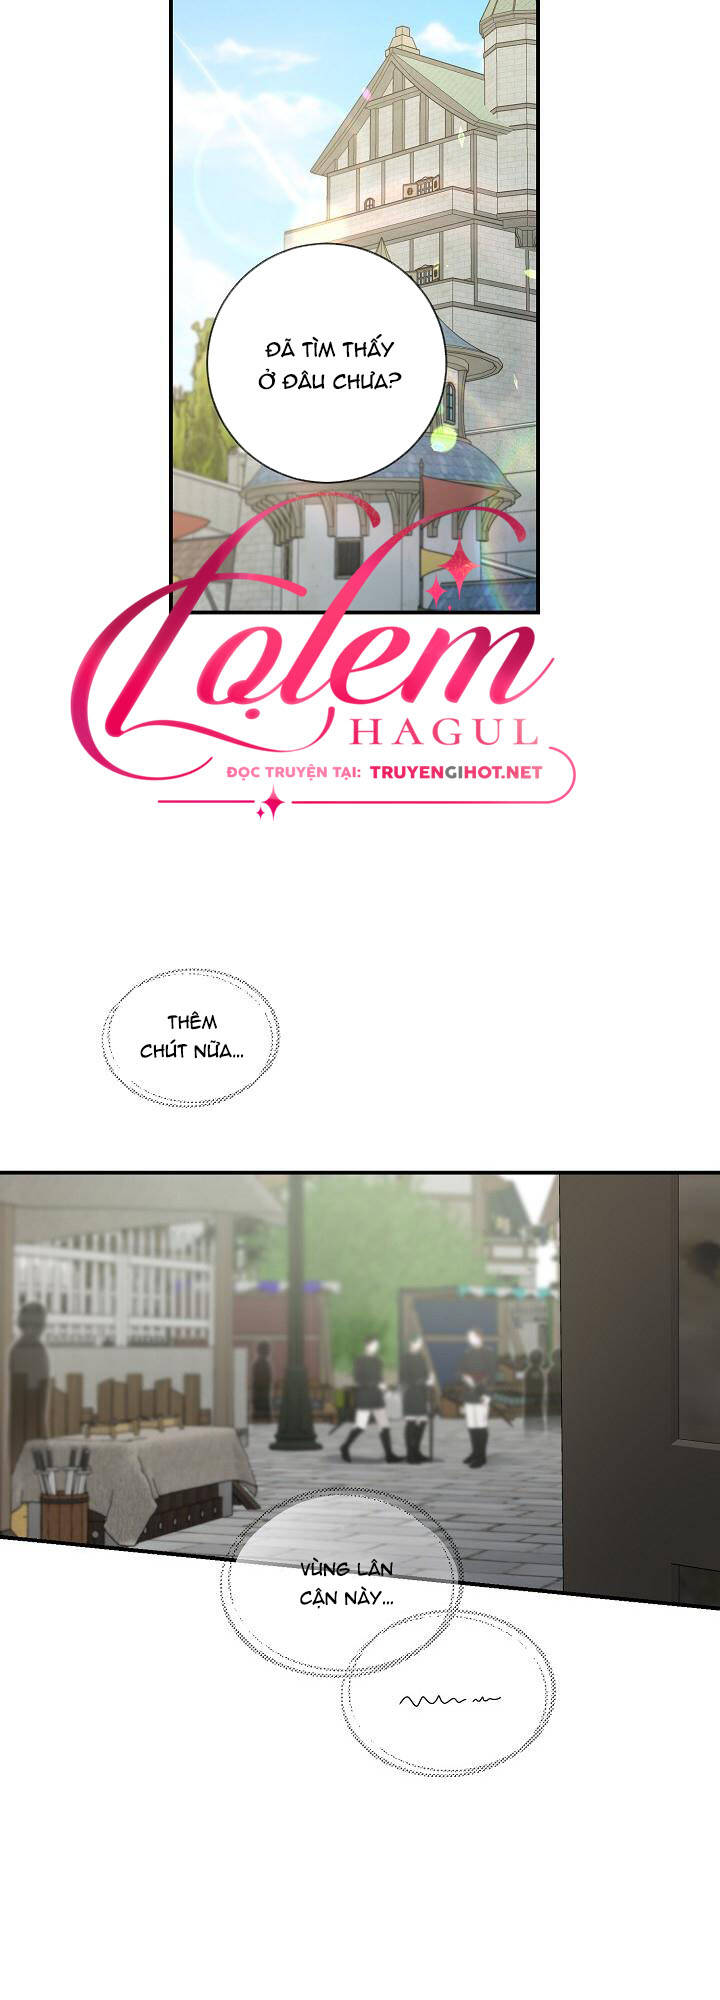 ĐÃ TÌM THẤY
Ở ĐÂU CHƯA?
Lọlem
HAGUL
ĐỌC TRUYỆN TẠI: TRUYENGIHOT.NET
THÊM
CHÚT NỮA...
VÙNG LÂN
CẬN NÀY...